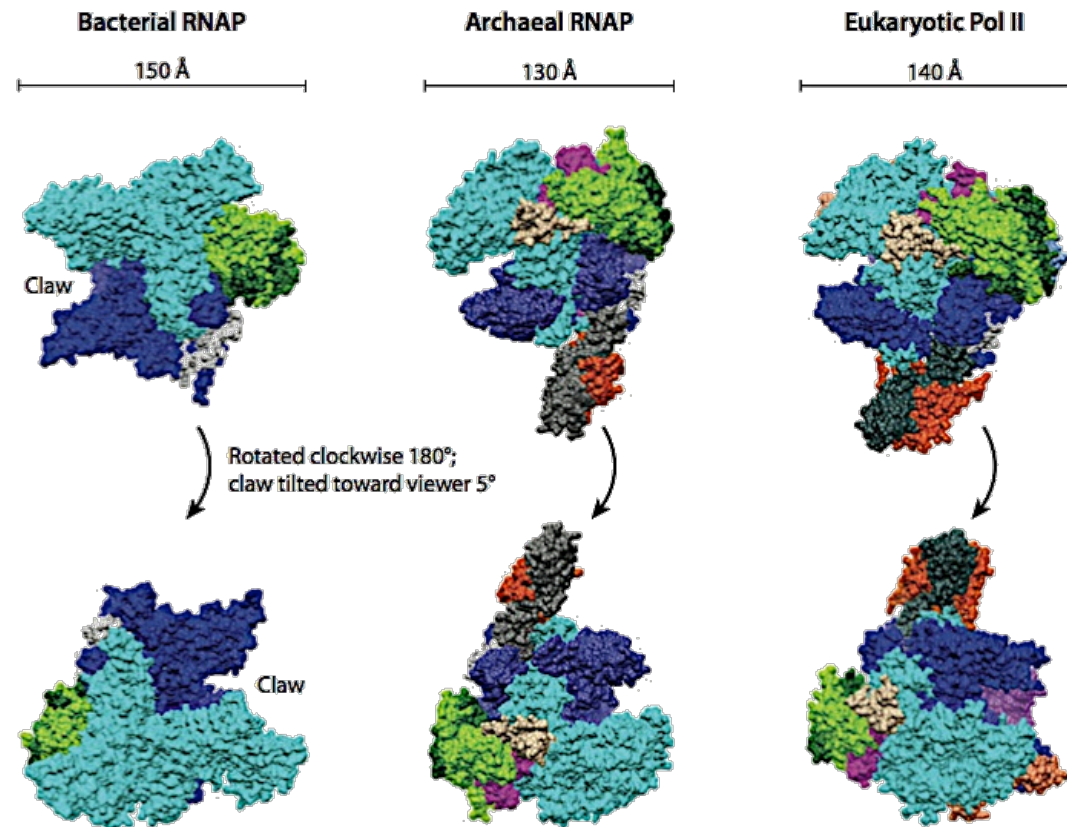 Bacterial RNAP
Archaeal RNAP
Eukaryotic Pol II
150 Å
130 Å
140 Å
Claw
Rotated clockwise 180°;
claw tilted toward viewer 5°
Claw